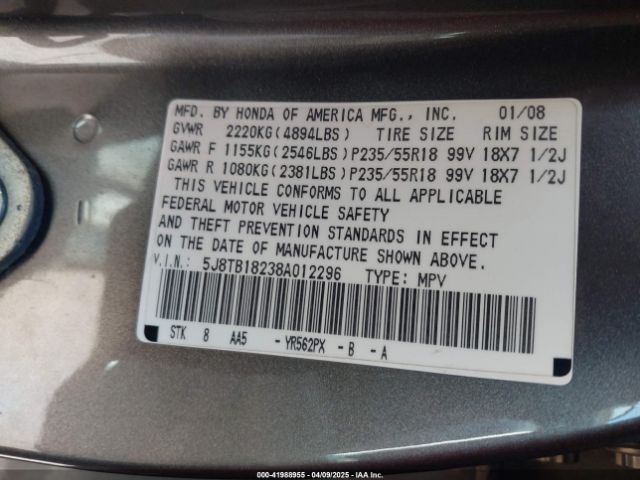 MFD. BY HONDA OF AMERICA MFG., INC. 01/08
GVWR 2220KG(4894LBS) TIRE SIZE RIM SIZE
GAWR F 1155KG(2546LBS)P235/55R18 99V 18X7 1/2J
GAWR R 1080KG(2381LBS)P235/55R18 99V 18X7 1/2J
THIS VEHICLE CONFORMS TO ALL APPLICABLE
FEDERAL MOTOR VEHICLE SAFETY
AND THEFT PREVENTION STANDARDS IN EFFECT
ON THE DATE OF MANUFACTURE SHOWN ABOVE.
V.I.N.: 5J8TB18238A012296 TYPE: MPV
STK 8 AA5 -YR562PX -B -A
000-41988955 04/09/2025 IAA Inc.